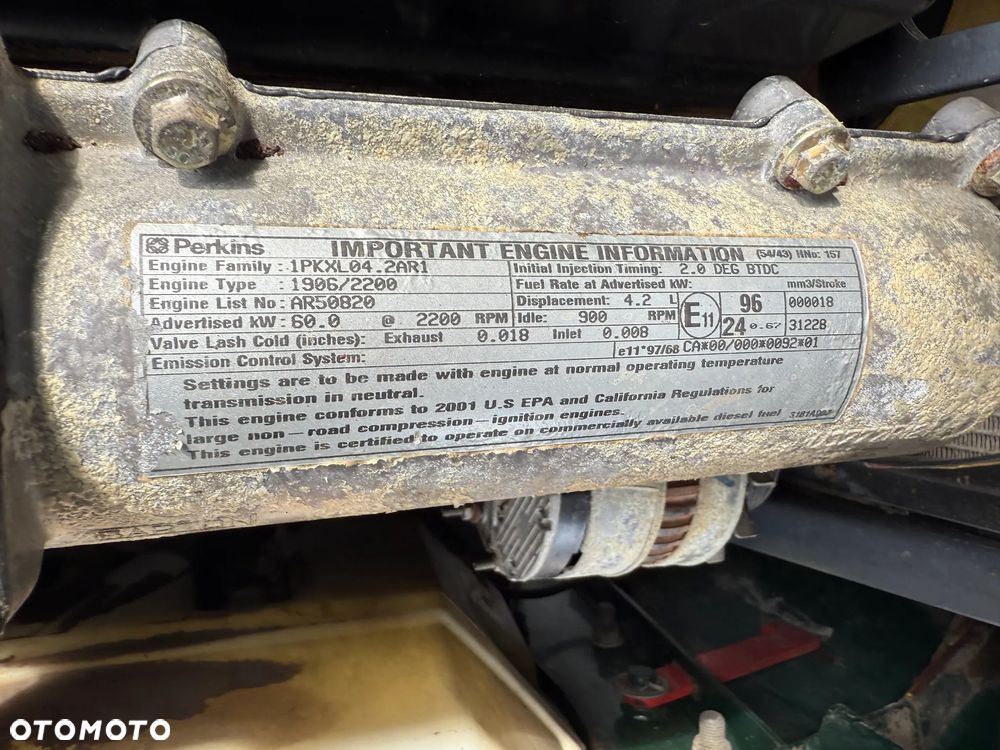 Perkins IMPORTANT ENGINE INFORMATION (54/43) HNo: 157
Engine Family : 1PKXL04.2AR1 Initial Injection Timing: 2.0 DEG BTDC
Engine Type : 1906/2200 Fuel Rate at Advertised kW: mm3/Stroke
Engine List No : AR50820 Displacement: 4.2 L E11 96 000018
Advertised kW : 60.0 @ 2200 RPM Idle: 900 RPM 24 0.67 31228
Valve Lash Cold (inches): Exhaust 0.018 Inlet 0.008 e11*97/68 CA*00/000*0092*01
Emission Control System:
Settings are to be made with engine at normal operating temperature
transmission in neutral.
This engine conforms to 2001 U.S EPA and California Regulations for
large non-road compression-ignition engines.
This engine is certified to operate on commercially available diesel fuel
OTOMOTO